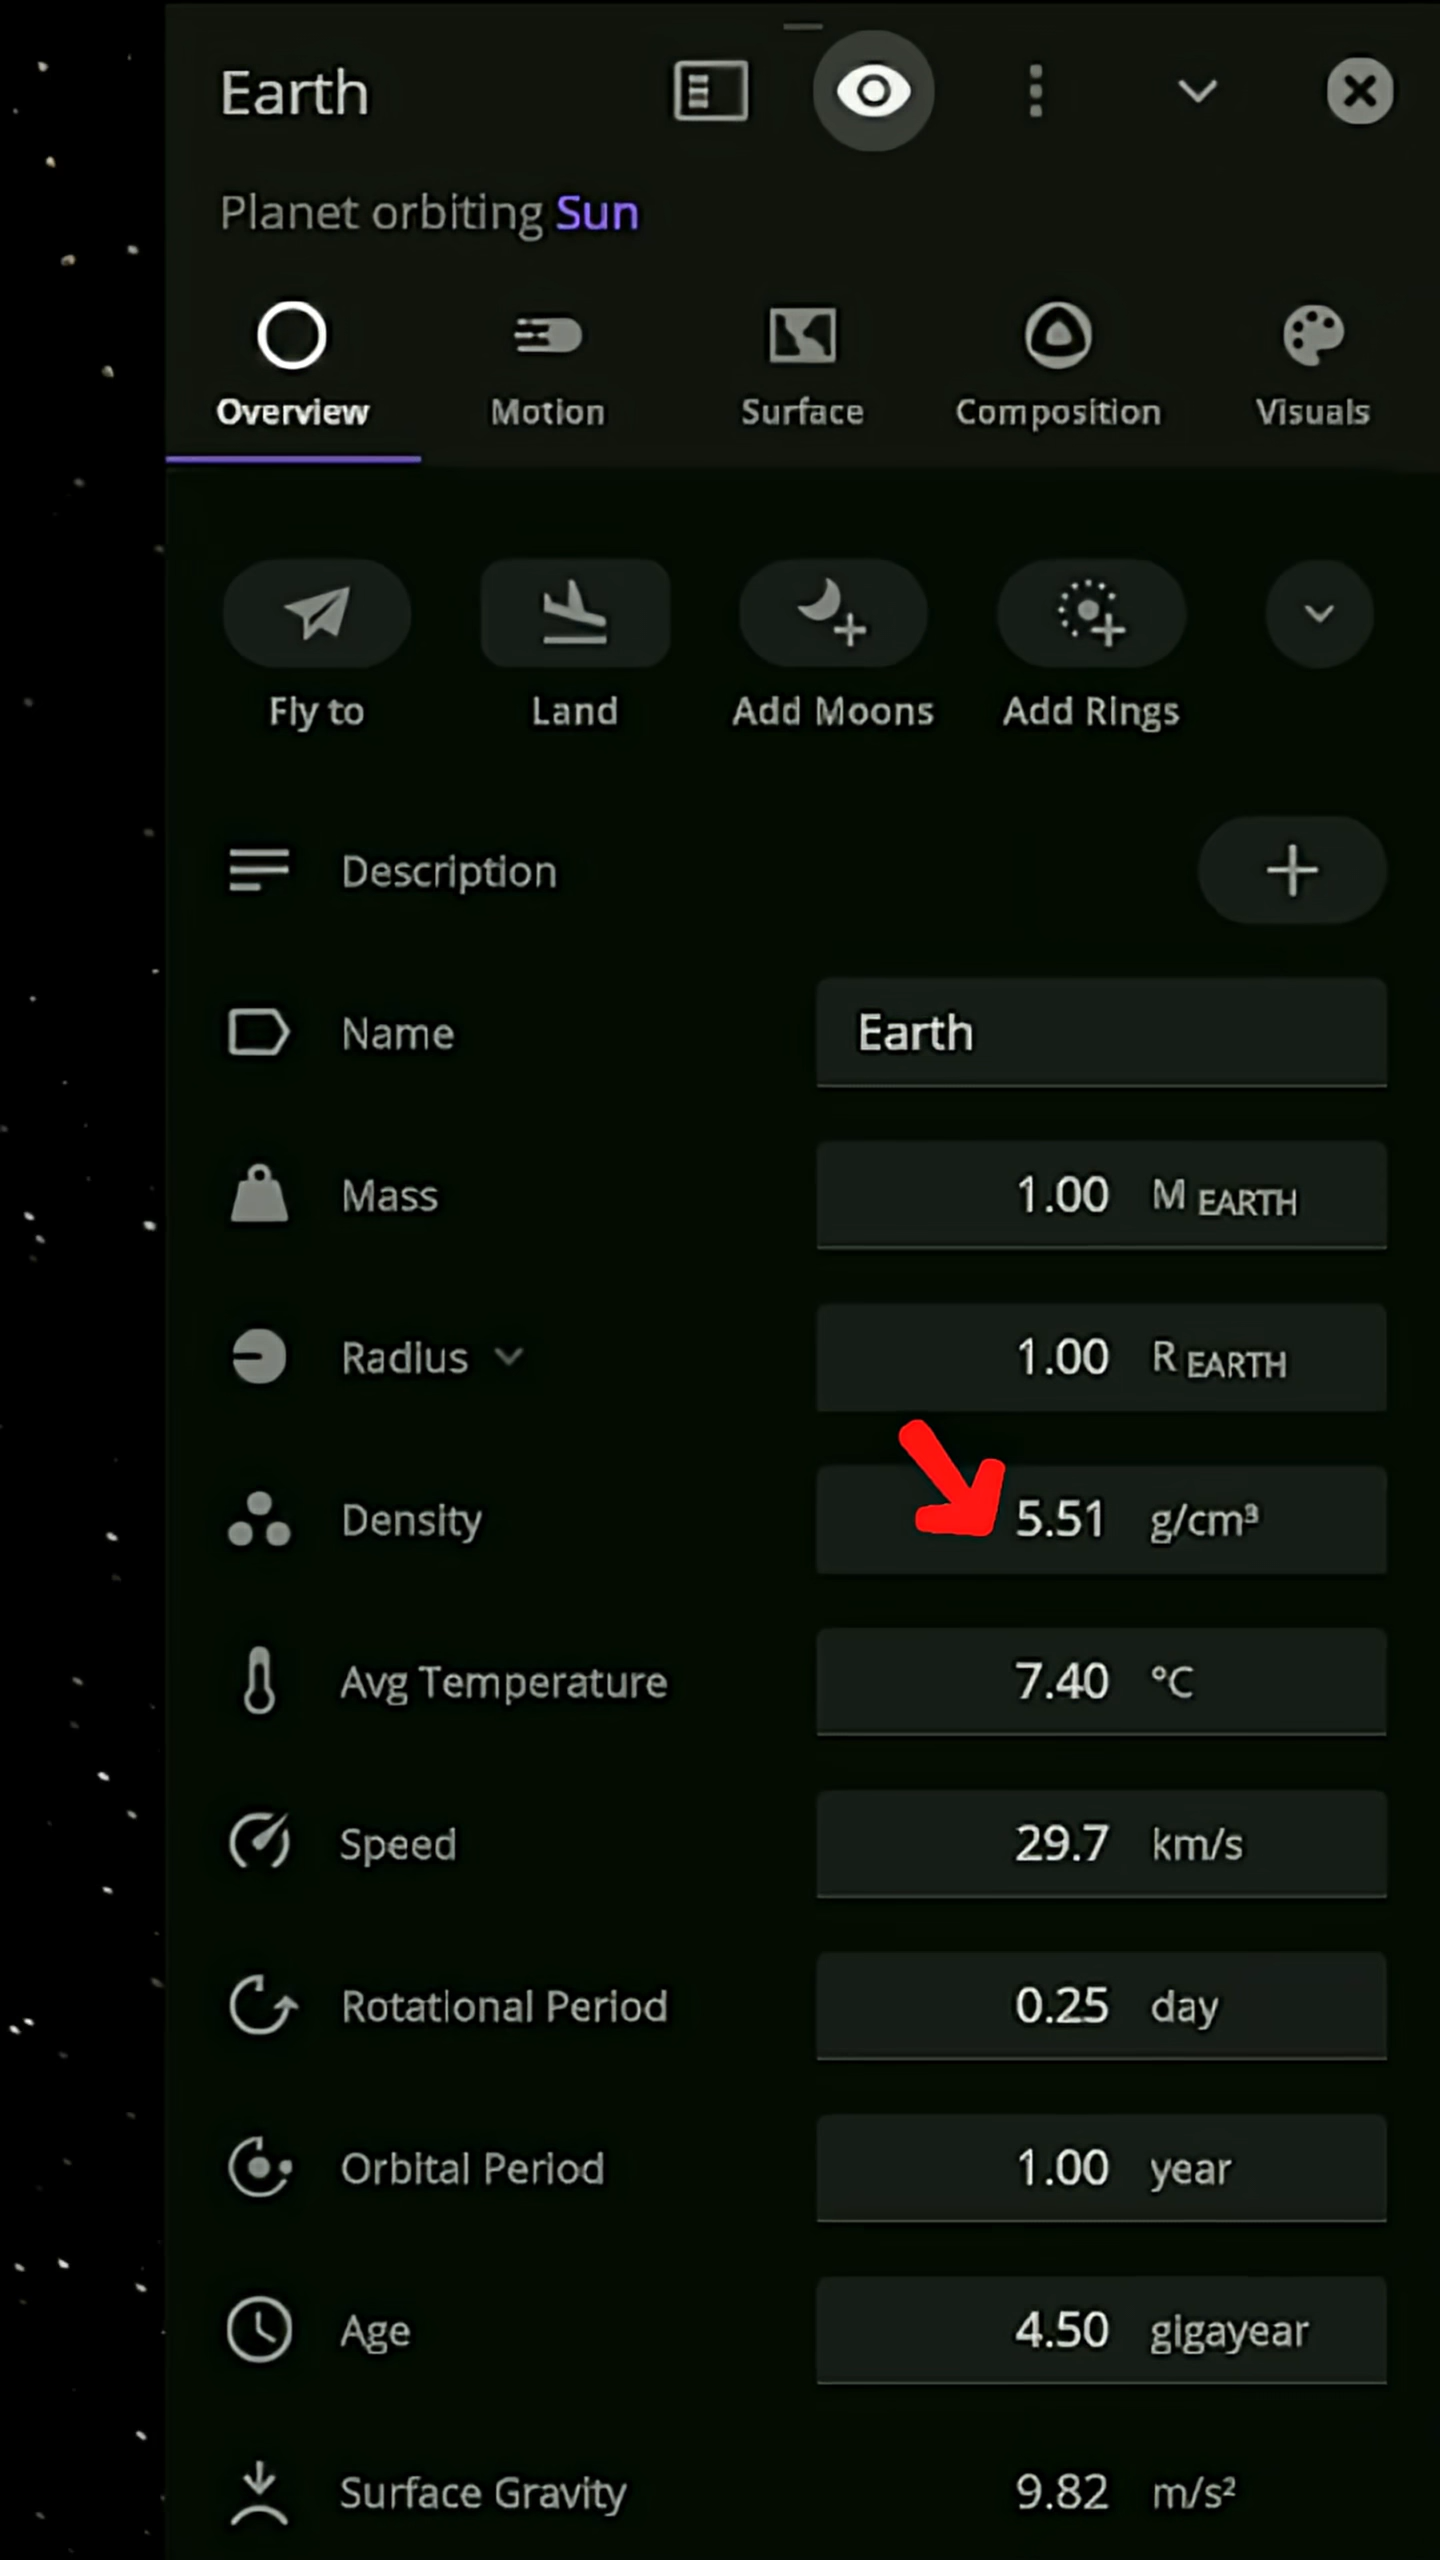 Earth
Planet orbiting Sun
Overview Motion Surface Composition Visuals
Fly to Land Add Moons Add Rings
Description
Name Earth
Mass 1.00 M EARTH
Radius 1.00 R EARTH
Density 5.51 g/cm³
Avg Temperature 7.40 °C
Speed 29.7 km/s
Rotational Period 0.25 day
Orbital Period 1.00 year
Age 4.50 gigayear
Surface Gravity 9.82 m/s²